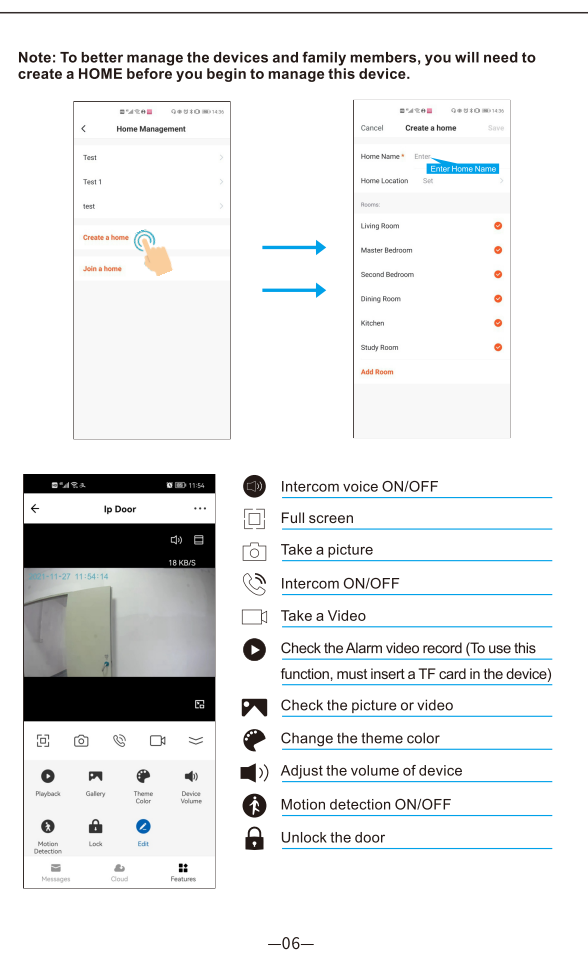 Note: To better manage the devices and family members, you will need to
create a HOME before you begin to manage this device.
14:36
Home Management
Test
Test 1
test
Create a home
Join a home
14:36
Cancel Create a home Save
Home Name * Enter
Enter Home Name
Home Location Set
Rooms:
Living Room
Master Bedroom
Second Bedroom
Dining Room
Kitchen
Study Room
Add Room
11:54
Ip Door
18 KB/S
11:54:14
Playback Gallery Theme Color Device Volume
Motion Detection Lock Edit
Messages Cloud Features
Intercom voice ON/OFF
Full screen
Take a picture
Intercom ON/OFF
Take a Video
Check the Alarm video record (To use this
function, must insert a TF card in the device)
Check the picture or video
Change the theme color
Adjust the volume of device
Motion detection ON/OFF
Unlock the door
—06—